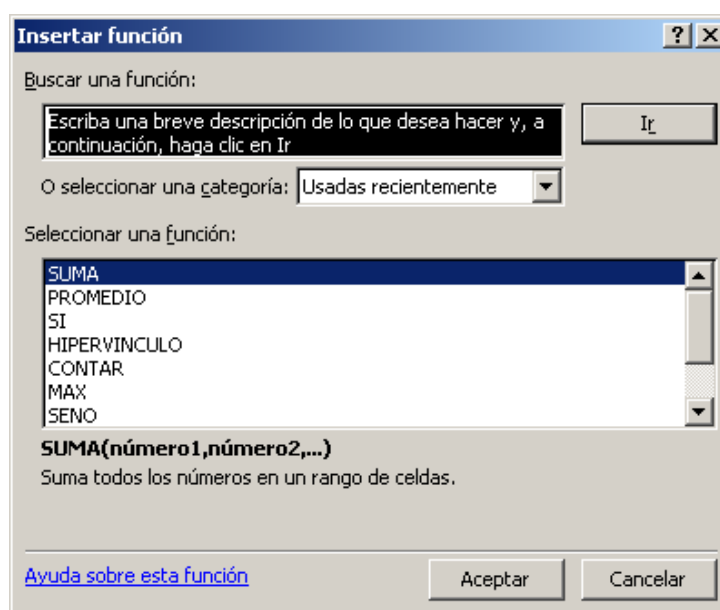 Insertar función
Buscar una función:
Escriba una breve descripción de lo que desea hacer y, a
continuación, haga clic en Ir
Ir
O seleccionar una categoría: Usadas recientemente
Seleccionar una función:
SUMA
PROMEDIO
SI
HIPERVINCULO
CONTAR
MAX
SENO
SUMA(número1,número2,...)
Suma todos los números en un rango de celdas.
Ayuda sobre esta función
Aceptar
Cancelar